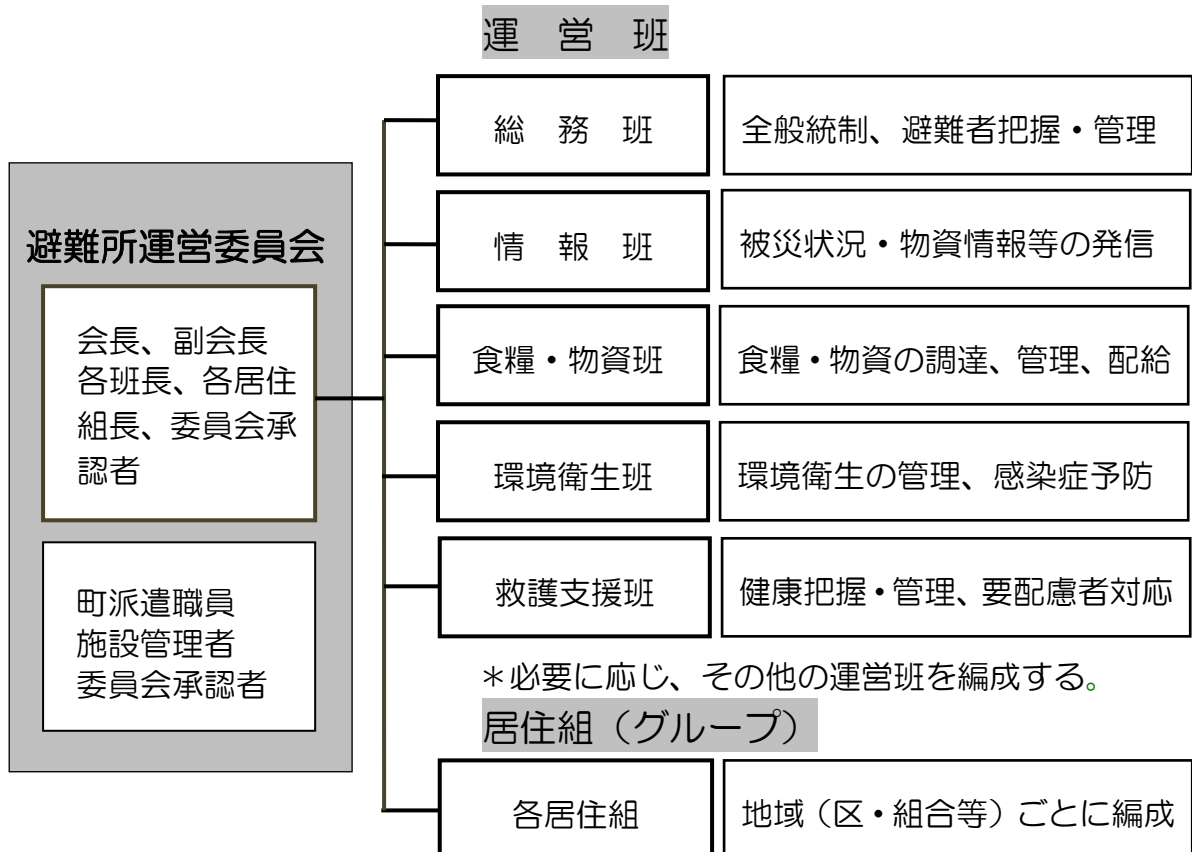 運　営　班
総　務　班
全般統制、避難者把握・管理
避難所運営委員会
情　報　班
被災状況・物資情報等の発信
会長、副会長
各班長、各居住
組長、委員会承
認者
食糧・物資班
食糧・物資の調達、管理、配給
環境衛生班
環境衛生の管理、感染症予防
町派遣職員
施設管理者
委員会承認者
救護支援班
健康把握・管理、要配慮者対応
＊必要に応じ、その他の運営班を編成する。
居住組（グループ）
各居住組
地域（区・組合等）ごとに編成